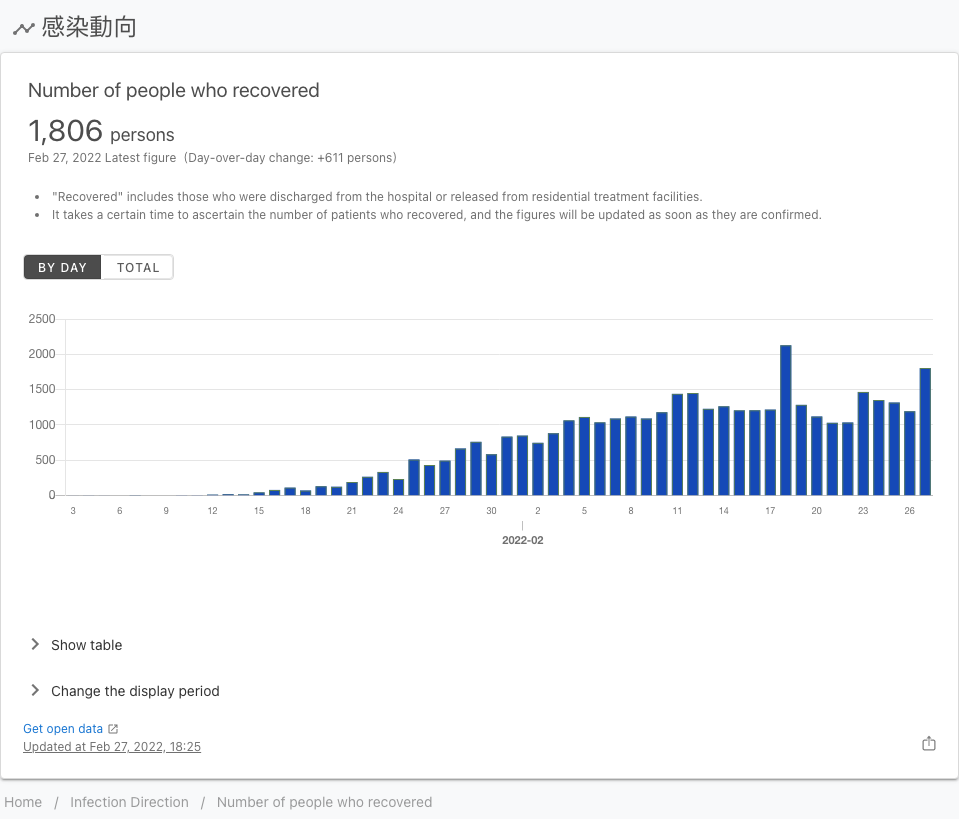 感染動向
Number of people who recovered
1,806 persons
Feb 27, 2022 Latest figure (Day-over-day change: +611 persons)
• "Recovered" includes those who were discharged from the hospital or released from residential treatment facilities.
• It takes a certain time to ascertain the number of patients who recovered, and the figures will be updated as soon as they are confirmed.
BY DAY TOTAL
2500
2000
1500
1000
500
0
3 6 9 12 15 18 21 24 27 30 2 5 8 11 14 17 20 23 26
2022-02
Show table
Change the display period
Get open data
Updated at Feb 27, 2022, 18:25
Home / Infection Direction / Number of people who recovered